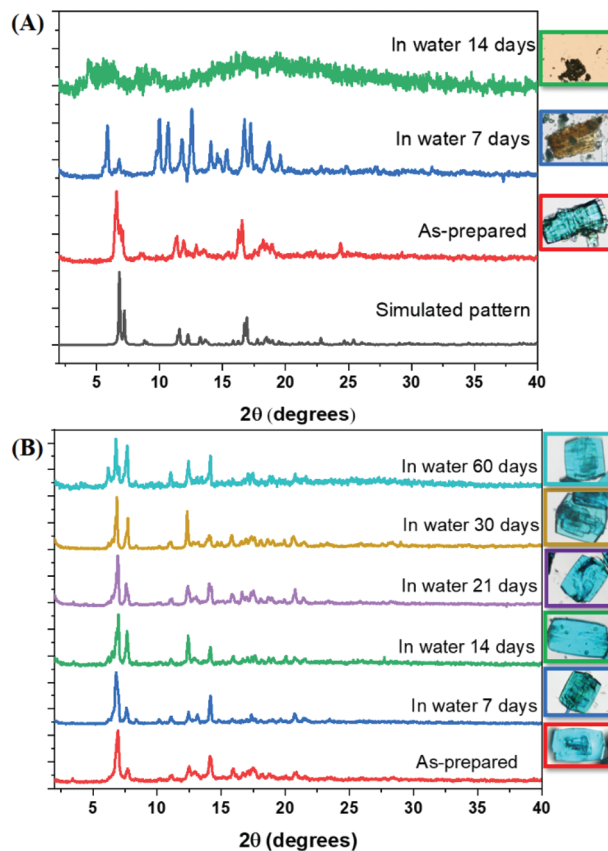 (A)
In water 14 days
In water 7 days
As-prepared
Simulated pattern
5 10 15 20 25 30 35 40
2θ (degrees)
(B)
In water 60 days
In water 30 days
In water 21 days
In water 14 days
In water 7 days
As-prepared
5 10 15 20 25 30 35 40
2θ (degrees)